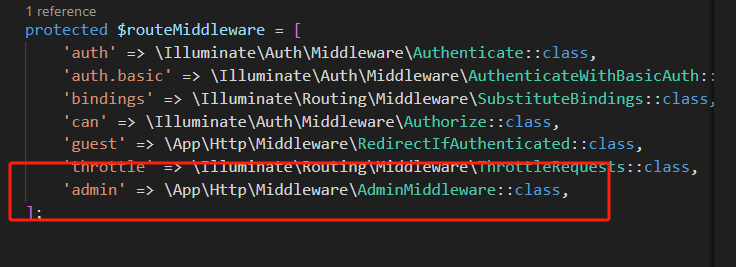 1 reference
protected $routeMiddleware = [
'auth' => \Illuminate\Auth\Middleware\Authenticate::class,
'auth.basic' => \Illuminate\Auth\Middleware\AuthenticateWithBasicAuth::
'bindings' => \Illuminate\Routing\Middleware\SubstituteBindings::class,
'can' => \Illuminate\Auth\Middleware\Authorize::class,
'guest' => \App\Http\Middleware\RedirectIfAuthenticated::class,
'throttle' => \Illuminate\Routing\Middleware\ThrottleRequests::class,
'admin' => \App\Http\Middleware\AdminMiddleware::class,
];